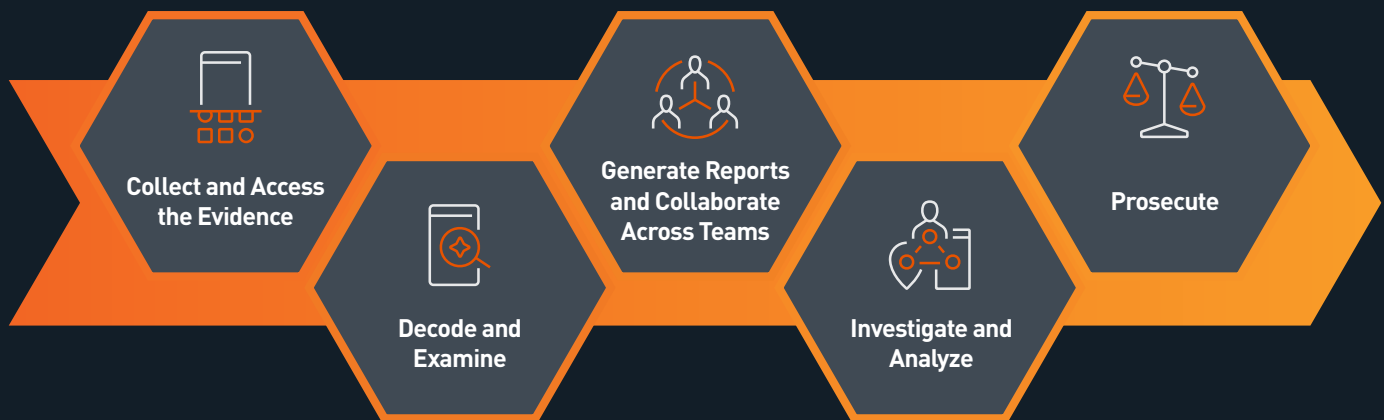 Collect and Access
the Evidence
Decode and
Examine
Generate Reports
and Collaborate
Across Teams
Investigate and
Analyze
Prosecute